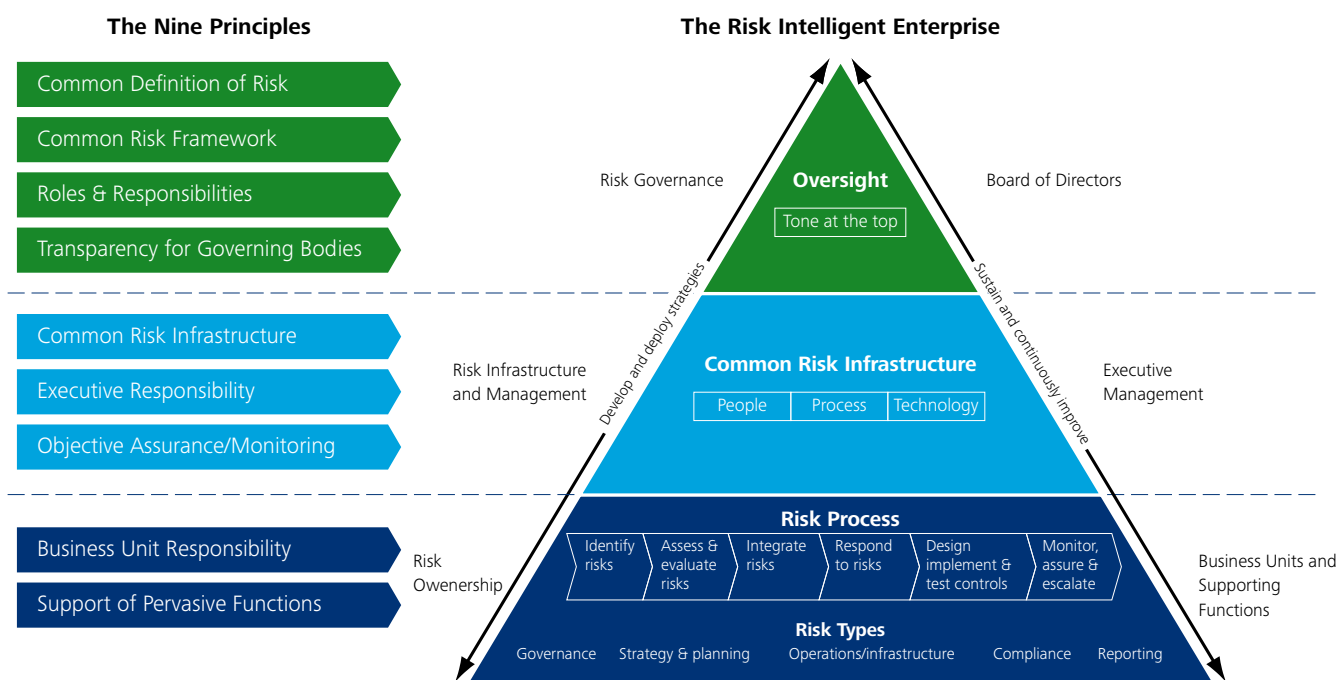 The Nine Principles
The Risk Intelligent Enterprise
Common Definition of Risk
Common Risk Framework
Roles & Responsibilities
Transparency for Governing Bodies
Risk Governance
Oversight
Tone at the top
Board of Directors
Develop and deploy strategies
Sustain and continuously improve
Common Risk Infrastructure
Executive Responsibility
Objective Assurance/Monitoring
Risk Infrastructure
and Management
Common Risk Infrastructure
People
Process
Technology
Executive
Management
Business Unit Responsibility
Support of Pervasive Functions
Risk
Owenership
Risk Process
Identify
risks
Assess &
evaluate
risks
Integrate
risks
Respond
to risks
Design
implement &
test controls
Monitor,
assure &
escalate
Risk Types
Governance
Strategy & planning
Operations/infrastructure
Compliance
Reporting
Business Units and
Supporting
Functions